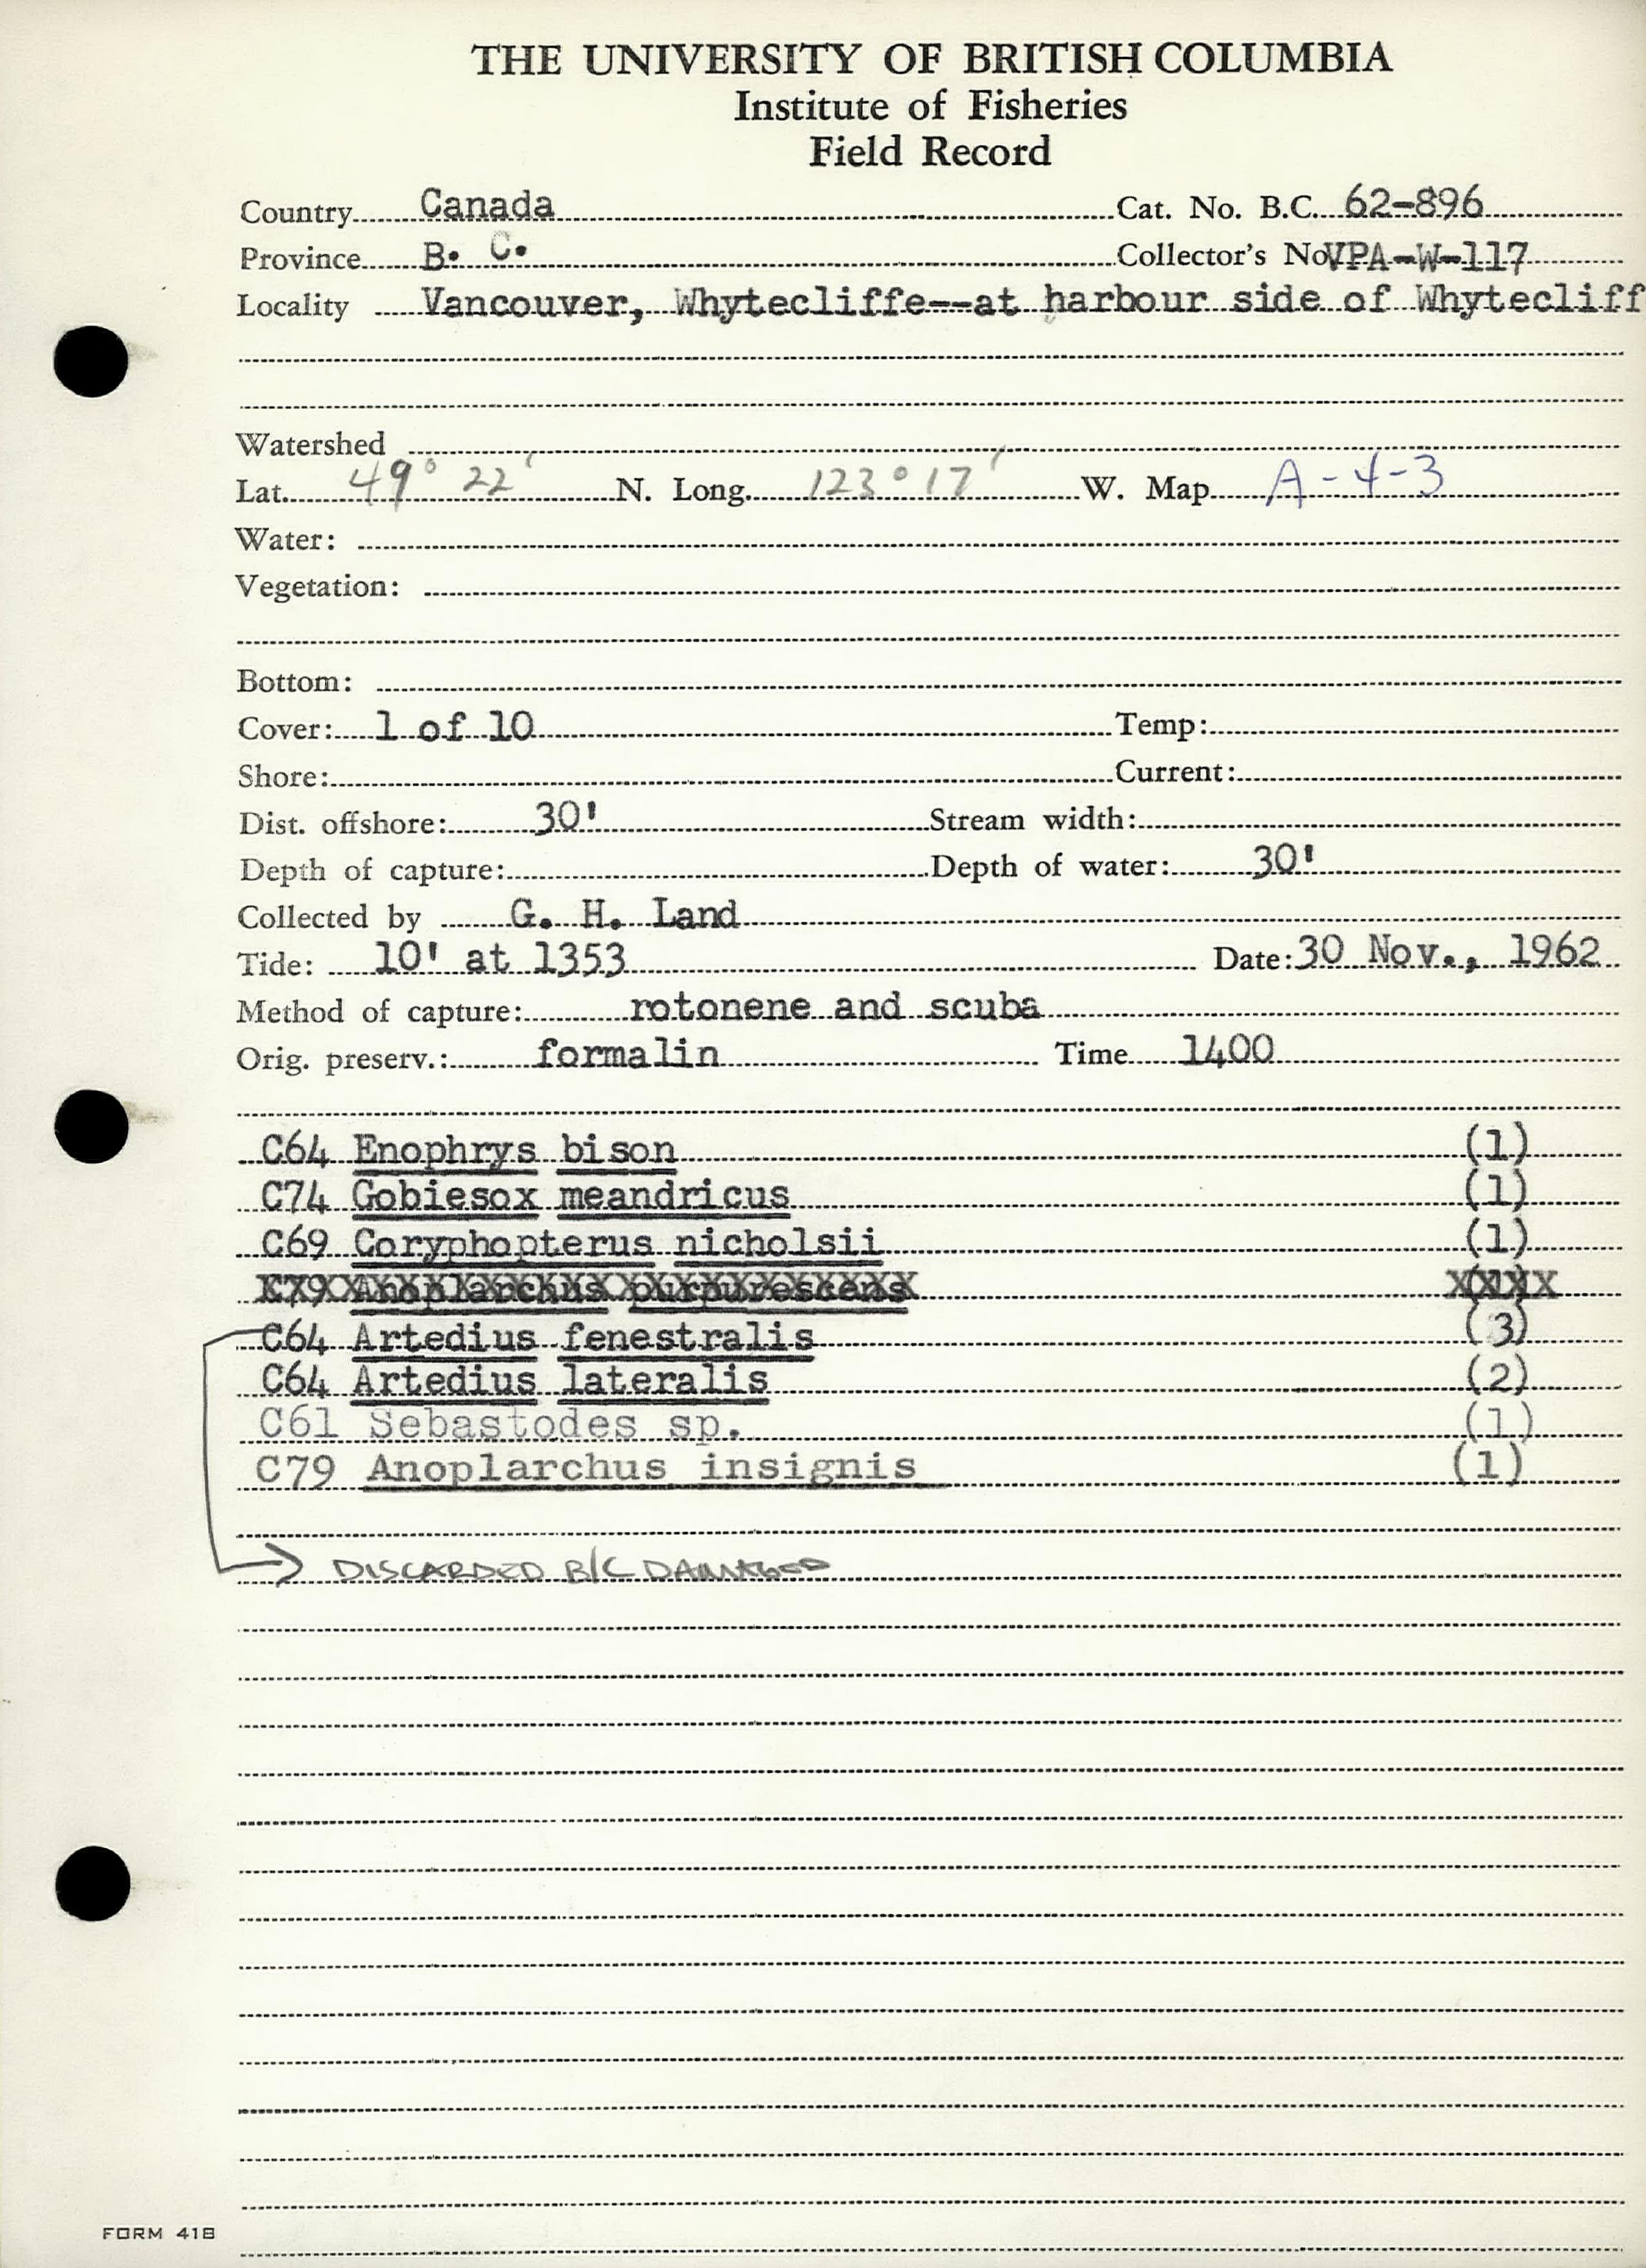 THE UNIVERSITY OF BRITISH COLUMBIA
Institute of Fisheries
Field Record
Country Canada Cat. No. B.C. 62-896
Province B. C. Collector's No VPA-W-117
Locality Vancouver, Whytecliffe--at harbour side of Whytecliff
Watershed
Lat. 49° 22' N. Long. 123° 17' W. Map A-4-3
Water:
Vegetation:
Bottom:
Cover: 1 of 10 Temp:
Shore: Current:
Dist. offshore: 30' Stream width:
Depth of capture: Depth of water: 30'
Collected by G. H. Land
Tide: 10' at 1353 Date: 30 Nov., 1962
Method of capture: rotonene and scuba
Orig. preserv.: formalin Time 1400
C64 Enophrys bison (1)
C74 Gobiesox meandricus (1)
C69 Coryphopterus nicholsii (1)
C79 Anoplarchus purpurescens (1)
C64 Artedius fenestralis (3)
C64 Artedius lateralis (2)
C61 Sebastodes sp. (1)
C79 Anoplarchus insignis (1)
DISCARDED B/C DAMAGED
FORM 41B